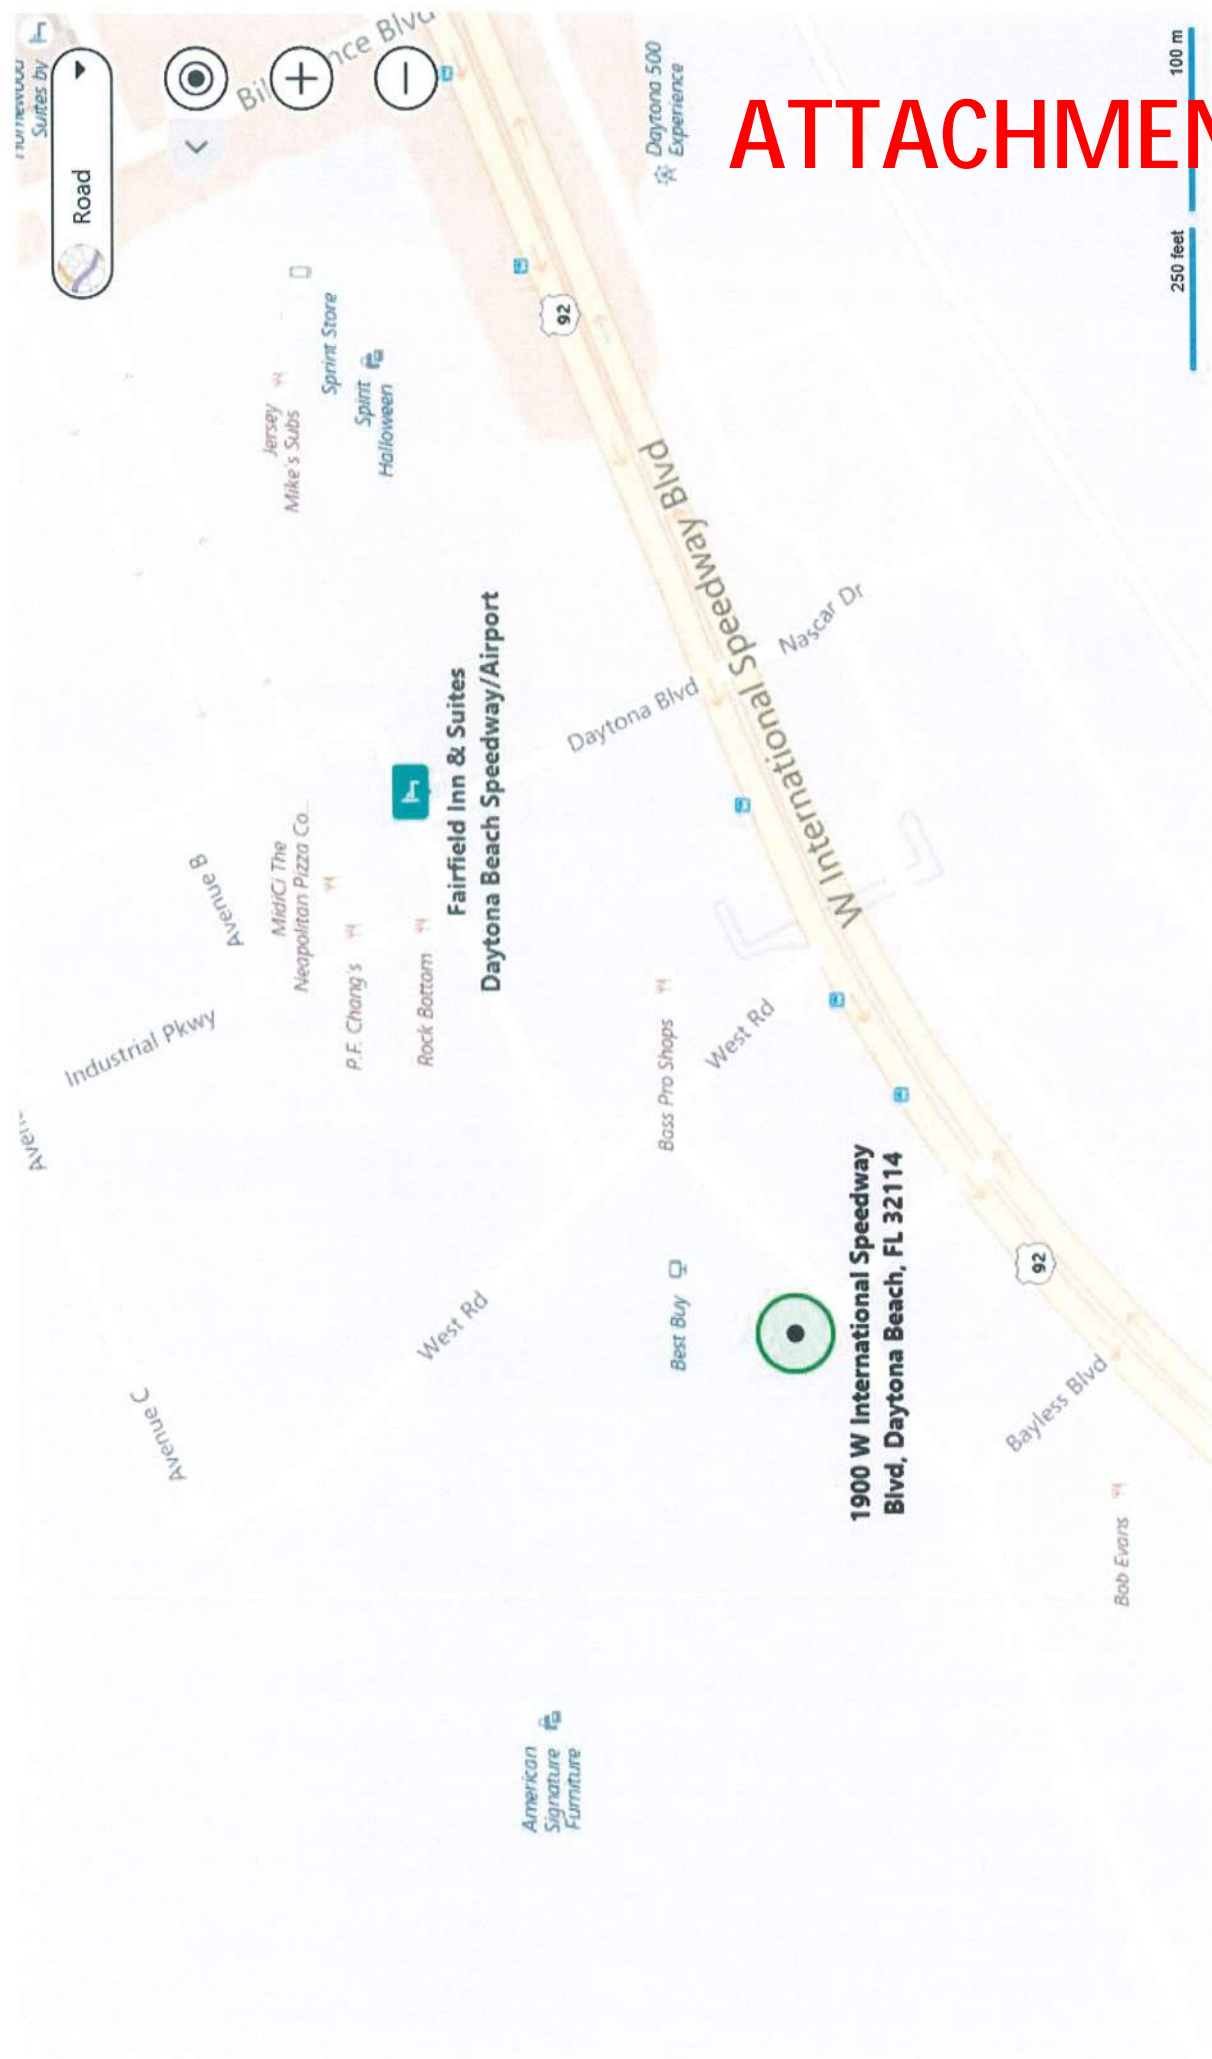 ATTACHMEN
Suites by
Road
Bil
nce Blvd
Daytona 500
Experience
100 m
250 feet
92
Sprint Store
Spirit
Halloween
Jersey
Mike's Subs
W International Speedway Blvd
Nascar Dr
Daytona Blvd
Fairfield Inn & Suites
Daytona Beach Speedway/Airport
Avenue B
MidiCi The
Neapolitan Pizza Co...
P.F. Chang's
Rock Bottom
Industrial Pkwy
Bass Pro Shops
West Rd
Best Buy
West Rd
Avenue C
1900 W International Speedway
Blvd, Daytona Beach, FL 32114
92
Bayless Blvd
Bob Evans
American
Signature
Furniture